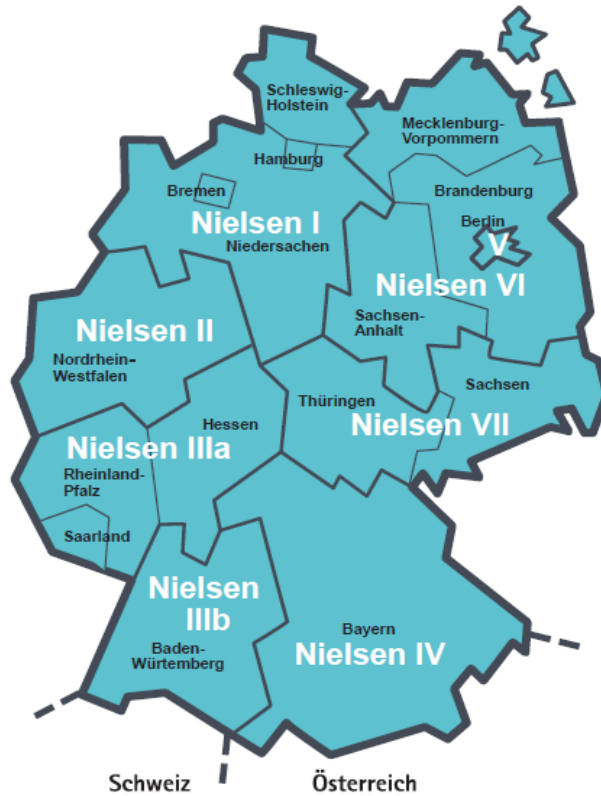 Schleswig-
Holstein
Mecklenburg-
Vorpommern
Hamburg
Bremen
Brandenburg
Berlin
Nielsen I
V
Niedersachen
Nielsen VI
Sachsen-
Anhalt
Nielsen II
Nordrhein-
Westfalen
Sachsen
Thüringen
Hessen
Nielsen VII
Nielsen IIIa
Rheinland-
Pfalz
Saarland
Nielsen
IIIb
Baden-
Würtemberg
Bayern
Nielsen IV
Schweiz
Österreich